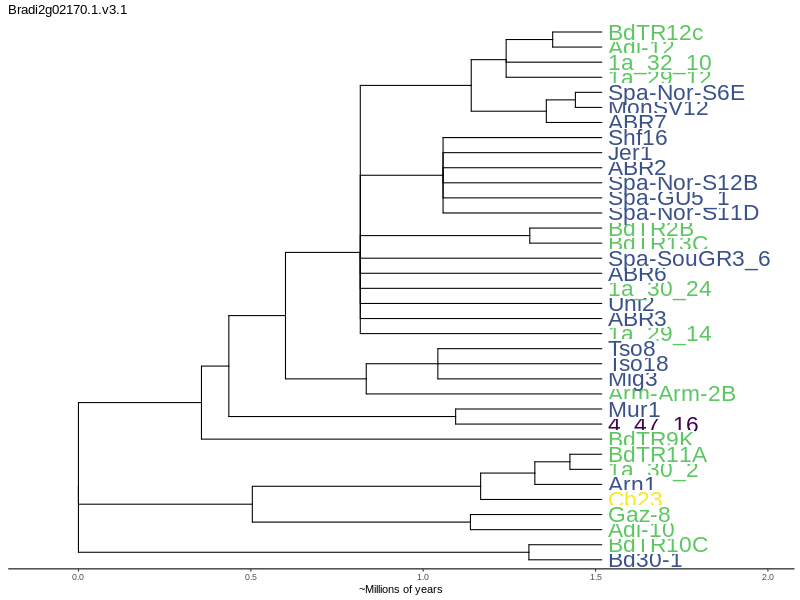 Bradi2g02170.1.v3.1
BdTR12c
Adi-12
1a_32_10
1a_29_12
Spa-Nor-S6E
MonSV12
ABR7
Shf16
Jer1
ABR2
Spa-Nor-S12B
Spa-GU5_1
Spa-Nor-S11D
BdTR2B
BdTR13C
Spa-SouGR3_6
ABR6
1a_30_24
Uni2
ABR3
1a_29_14
Tso8
Tso18
Mig3
Arm-Arm-2B
Mur1
4_47_16
BdTR9K
BdTR11A
1a_30_2
Arn1
Cb23
Gaz-8
Adi-10
BdTR10C
Bd30-1
0.0 0.5 1.0 1.5 2.0
~Millions of years